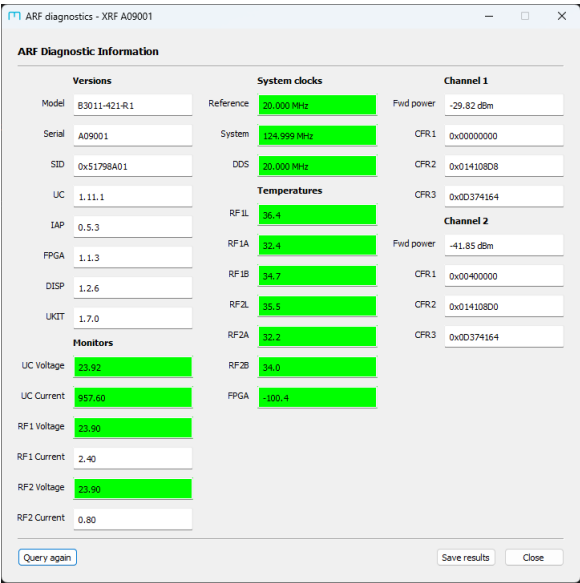 ARF diagnostics - XRF A09001
ARF Diagnostic Information
Versions
Model B3011-421-R1
Serial A09001
SID 0x51798A01
UC 1.11.1
IAP 0.5.3
FPGA 1.1.3
DISP 1.2.6
UKIT 1.7.0
Monitors
UC Voltage 23.92
UC Current 957.60
RF1 Voltage 23.90
RF1 Current 2.40
RF2 Voltage 23.90
RF2 Current 0.80
System clocks
Reference 20.000 MHz
System 124.999 MHz
DDS 20.000 MHz
Temperatures
RF1L 36.4
RF1A 32.4
RF1B 34.7
RF2L 35.5
RF2A 32.2
RF2B 34.0
FPGA -100.4
Channel 1
Fwd power -29.82 dBm
CFR1 0x00000000
CFR2 0x014108D8
CFR3 0x0D374164
Channel 2
Fwd power -41.85 dBm
CFR1 0x00400000
CFR2 0x014108D0
CFR3 0x0D374164
Query again
Save results
Close